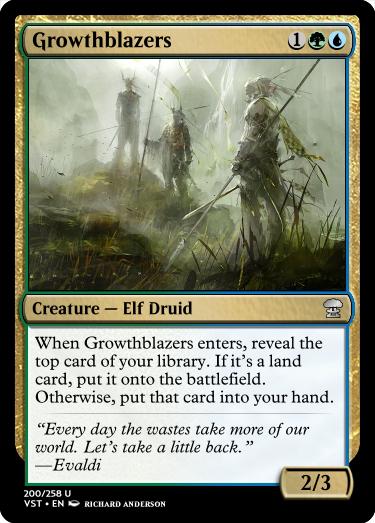 Growthblazers 1
Creature — Elf Druid
When Growthblazers enters, reveal the
top card of your library. If it's a land
card, put it onto the battlefield.
Otherwise, put that card into your hand.
“Every day the wastes take more of our
world. Let's take a little back.”
—Evaldi
2/3
200/258 U
VST • EN RICHARD ANDERSON